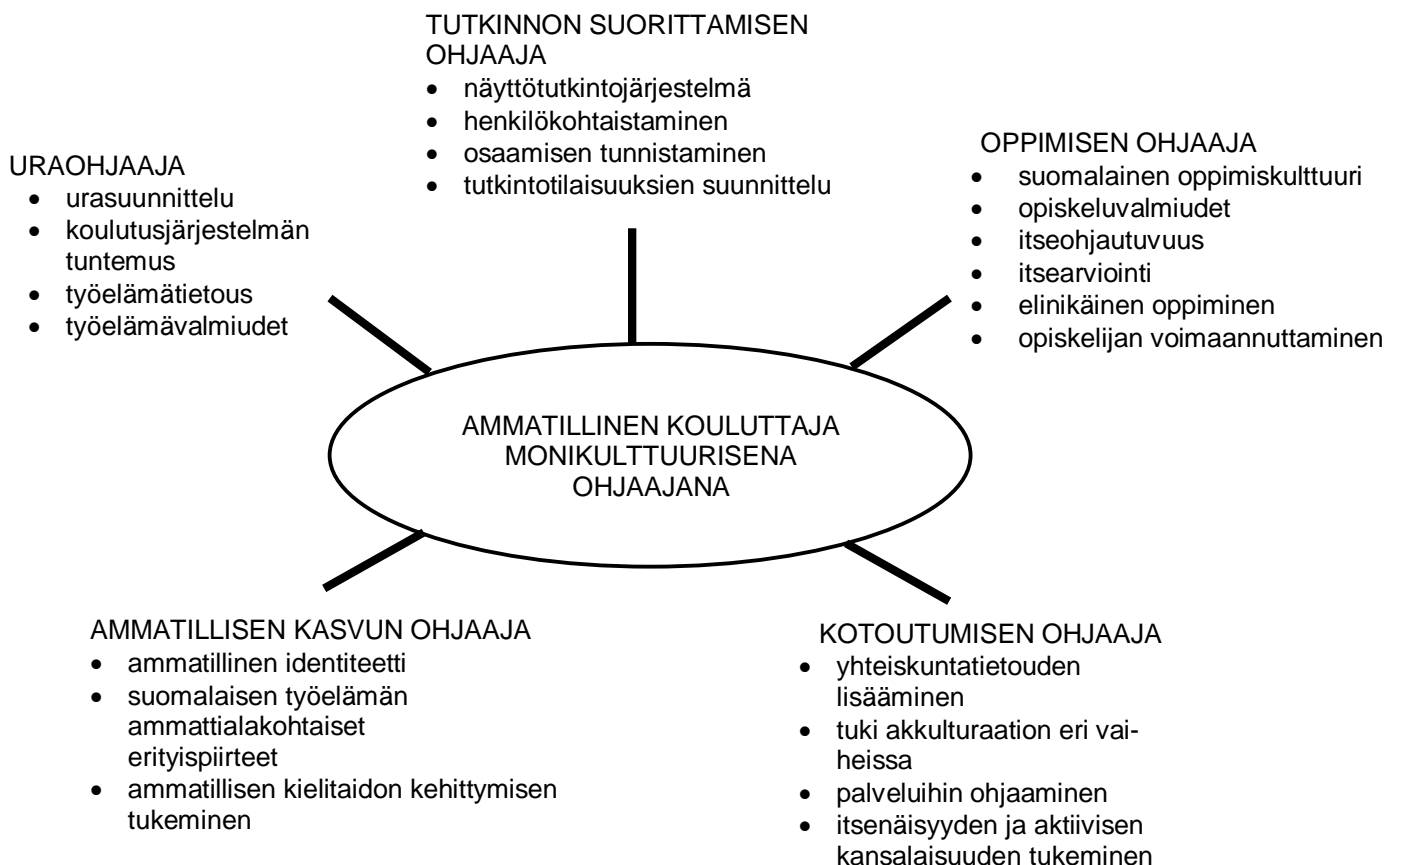 TUTKINNON SUORITTAMISEN
OHJAAJA
• näyttötutkintojärjestelmä
• henkilökohtaistaminen
• osaamisen tunnistaminen
• tutkintotilaisuuksien suunnittelu
URAOHJAAJA
• urasuunnittelu
• koulutusjärjestelmän
tuntemus
• työelämätietous
• työelämävalmiudet
OPPIMISEN OHJAAJA
• suomalainen oppimiskulttuuri
• opiskeluvalmiudet
• itseohjautuvuus
• itsearviointi
• elinikäinen oppiminen
• opiskelijan voimaannuttaminen
AMMATILLINEN KOULUTTAJA
MONIKULTTUURISENA
OHJAAJANA
AMMATILLISEN KASVUN OHJAAJA
• ammatillinen identiteetti
• suomalaisen työelämän
ammattialakohtaiset
erityispiirteet
• ammatillisen kielitaidon kehittymisen
tukeminen
KOTOUTUMISEN OHJAAJA
• yhteiskuntatietouden
lisääminen
• tuki akkulturaation eri vai-
heissa
• palveluihin ohjaaminen
• itsenäisyyden ja aktiivisen
kansalaisuuden tukeminen